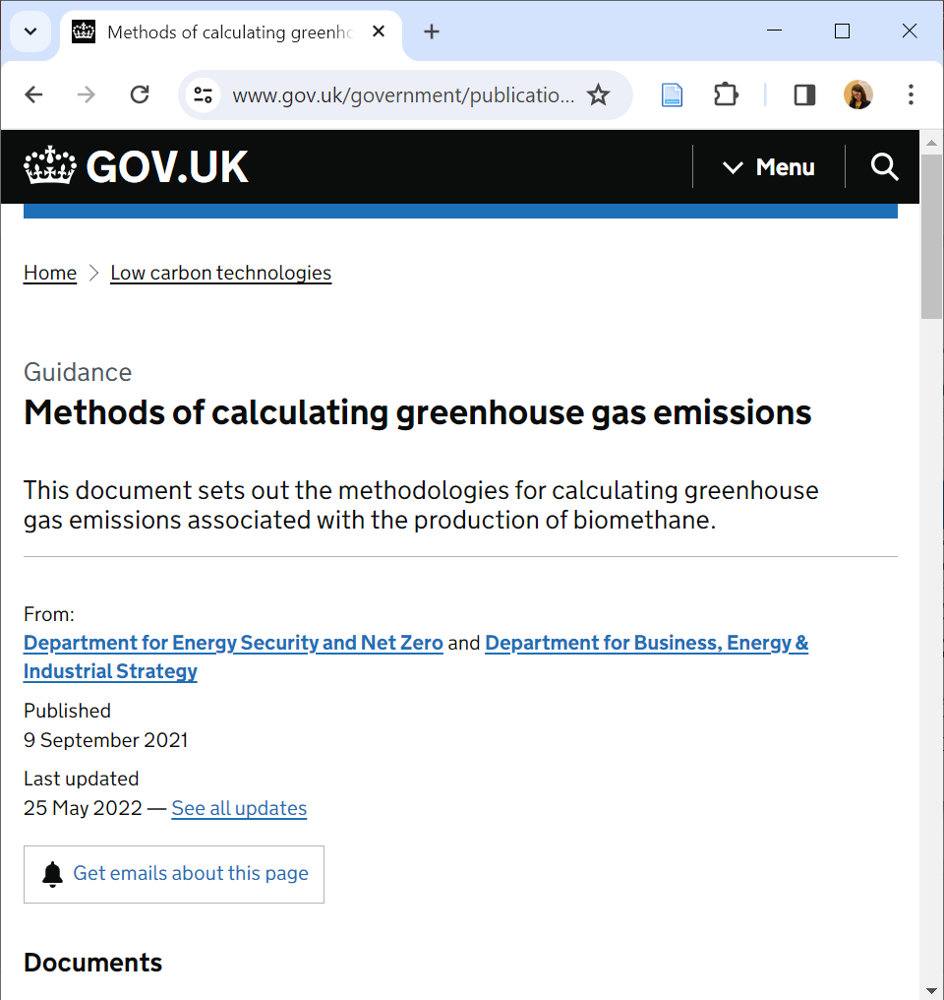 Methods of calculating greenho
www.gov.uk/government/publicatio...
GOV.UK
Menu
Home
Low carbon technologies
Guidance
Methods of calculating greenhouse gas emissions
This document sets out the methodologies for calculating greenhouse
gas emissions associated with the production of biomethane.
From:
Department for Energy Security and Net Zero and Department for Business, Energy &
Industrial Strategy
Published
9 September 2021
Last updated
25 May 2022 — See all updates
Get emails about this page
Documents